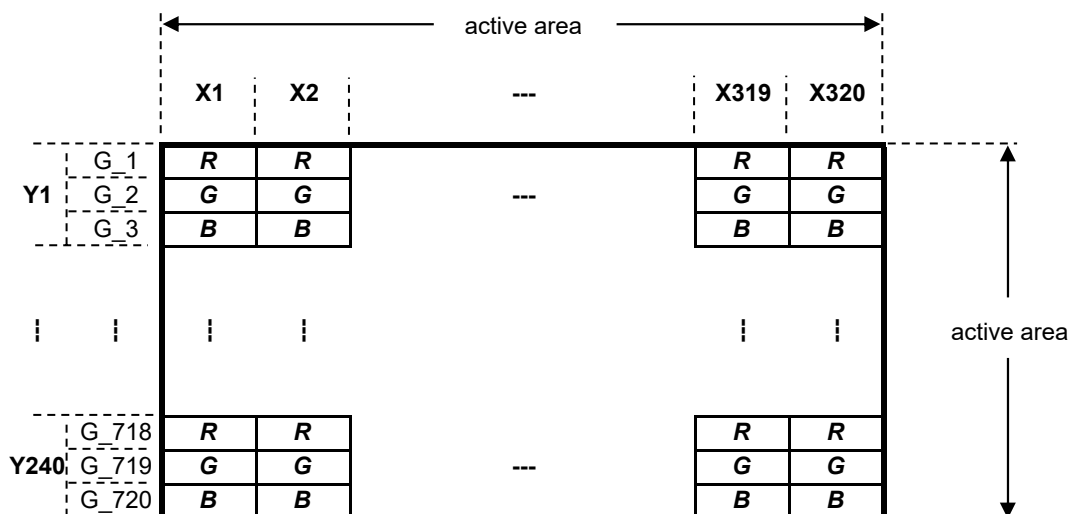 active area
X1 X2 --- X319 X320
G_1 R R R R
Y1 G_2 G G --- G G
G_3 B B B B
active area
G_718 R R R R
Y240 G_719 G G --- G G
G_720 B B B B